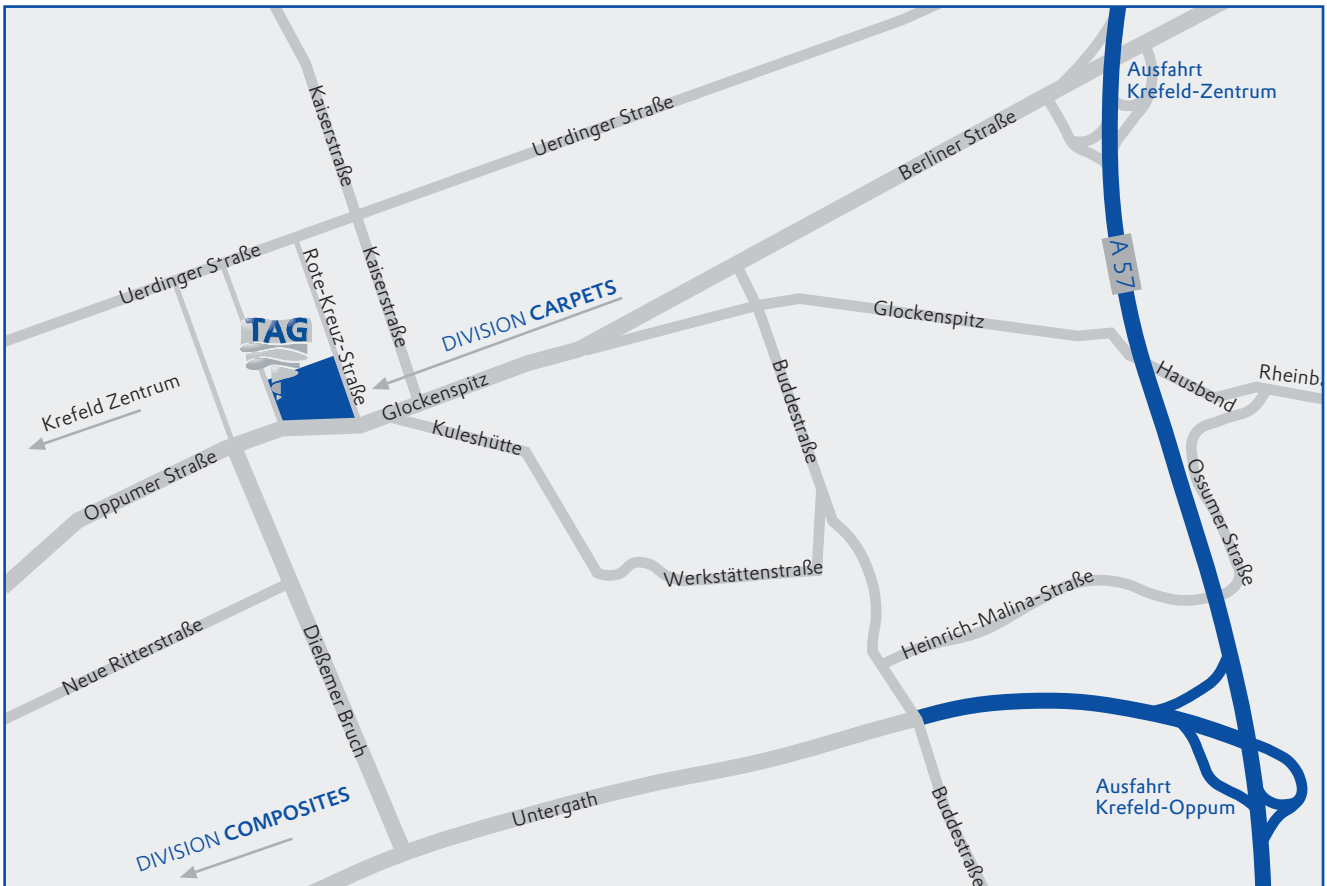 Ausfahrt
Krefeld-Zentrum
Kaiserstraße
Uerdinger Straße
Berliner Straße
Uerdinger Straße
Rote-Kreuz-Straße
Kaiserstraße
A 57
DIVISION CARPETS
TAG
Glockenspitz
Krefeld Zentrum
Glockenspitz
Buddestraße
Hausbend
Rheinb
Kuleshütte
Oppumer Straße
Ossumer Straße
Werkstättenstraße
Heinrich-Malina-Straße
Neue Ritterstraße
Dießemer Bruch
Untergath
Buddestraße
Ausfahrt
Krefeld-Oppum
DIVISION COMPOSITES